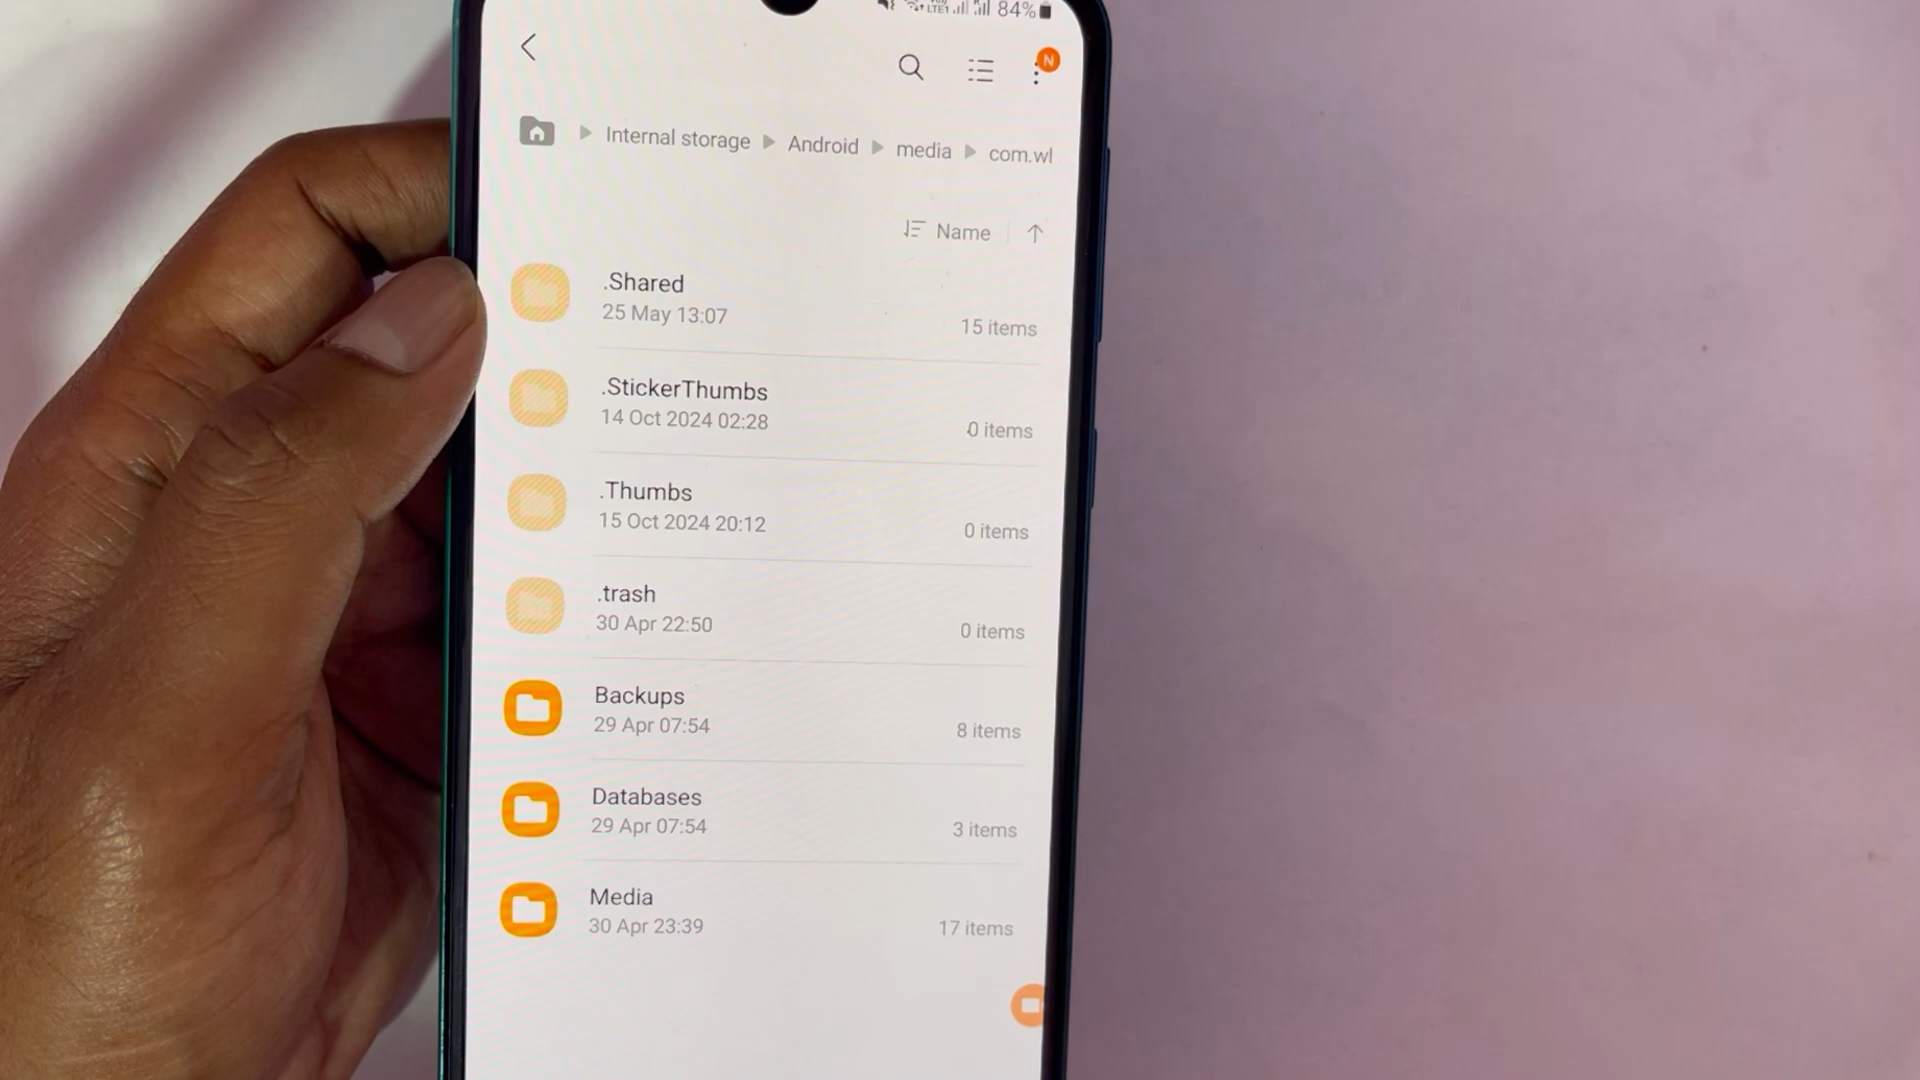 LTE1 84%
N
Internal storage Android media com.wl
Name
.Shared
25 May 13:07
15 items
.StickerThumbs
14 Oct 2024 02:28
0 items
.Thumbs
15 Oct 2024 20:12
0 items
.trash
30 Apr 22:50
0 items
Backups
29 Apr 07:54
8 items
Databases
29 Apr 07:54
3 items
Media
30 Apr 23:39
17 items